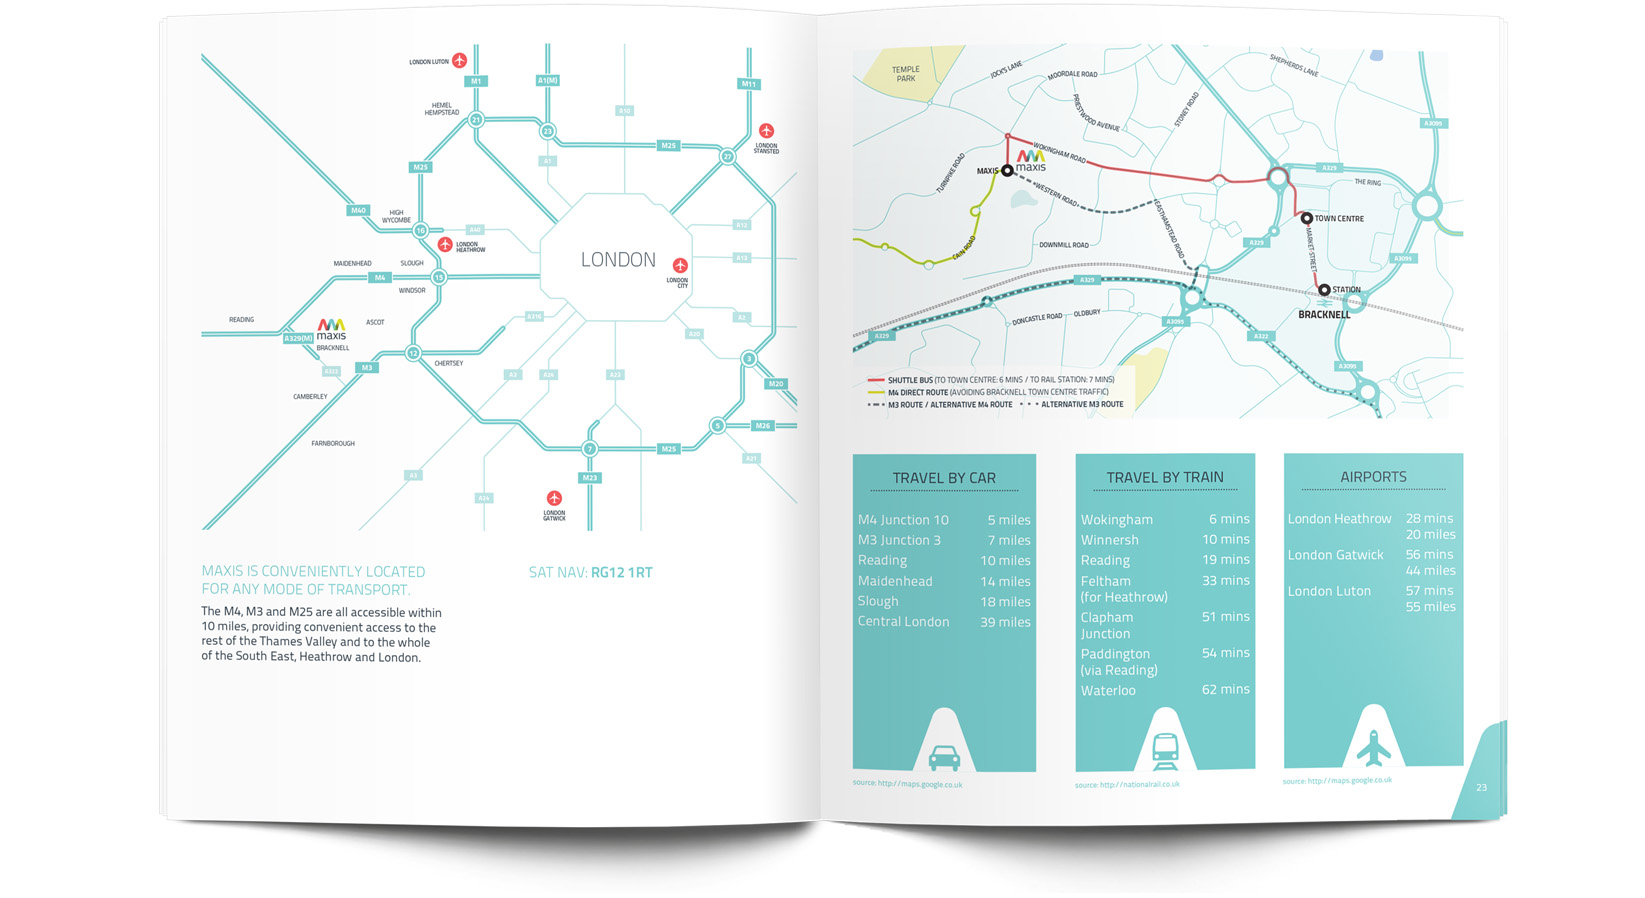 LONDON LUTON
M1
A1(M)
M11
A10
HEMEL
HEMPSTEAD
21
23
LONDON
STANSTED
M25
27
A1
M25
M40
HIGH
WYCOMBE
16
A40
LONDON
HEATHROW
A12
LONDON
LONDON
CITY
A13
MAIDENHEAD
SLOUGH
M4
15
WINDSOR
READING
maxis
ASCOT
A316
A2
A329(M)
BRACKNELL
A20
12
CHERTSEY
3
A322
M3
A3
A24
A23
M20
CAMBERLEY
5
M26
FARNBOROUGH
7
M25
A21
A3
M23
A24
LONDON
GATWICK
MAXIS IS CONVENIENTLY LOCATED
FOR ANY MODE OF TRANSPORT.
The M4, M3 and M25 are all accessible within
10 miles, providing convenient access to the
rest of the Thames Valley and to the whole
of the South East, Heathrow and London.
SAT NAV: RG12 1RT
TEMPLE
PARK
JOCK'S LANE
MOORDALE ROAD
SHEPHERDS LANE
PRIESTWOOD AVENUE
STONEY ROAD
A3095
WOKINGHAM ROAD
TURNPIKE ROAD
MAXIS
maxis
A329
THE RING
WESTERN ROAD
EASTHAMSTEAD ROAD
TOWN CENTRE
CAIN ROAD
DOWNMILL ROAD
A329
MARKET STREET
A3095
A329
STATION
BRACKNELL
DONCASTLE ROAD
OLDBURY
A3095
A329
A322
A3095
SHUTTLE BUS (TO TOWN CENTRE: 6 MINS / TO RAIL STATION: 7 MINS)
M4 DIRECT ROUTE (AVOIDING BRACKNELL TOWN CENTRE TRAFFIC)
M3 ROUTE / ALTERNATIVE M4 ROUTE ALTERNATIVE M3 ROUTE
TRAVEL BY CAR
M4 Junction 10 5 miles
M3 Junction 3 7 miles
Reading 10 miles
Maidenhead 14 miles
Slough 18 miles
Central London 39 miles
source: http://maps.google.co.uk
TRAVEL BY TRAIN
Wokingham 6 mins
Winnersh 10 mins
Reading 19 mins
Feltham 33 mins
(for Heathrow)
Clapham 51 mins
Junction
Paddington 54 mins
(via Reading)
Waterloo 62 mins
source: http://nationalrail.co.uk
AIRPORTS
London Heathrow 28 mins
20 miles
London Gatwick 56 mins
44 miles
London Luton 57 mins
55 miles
source: http://maps.google.co.uk
23